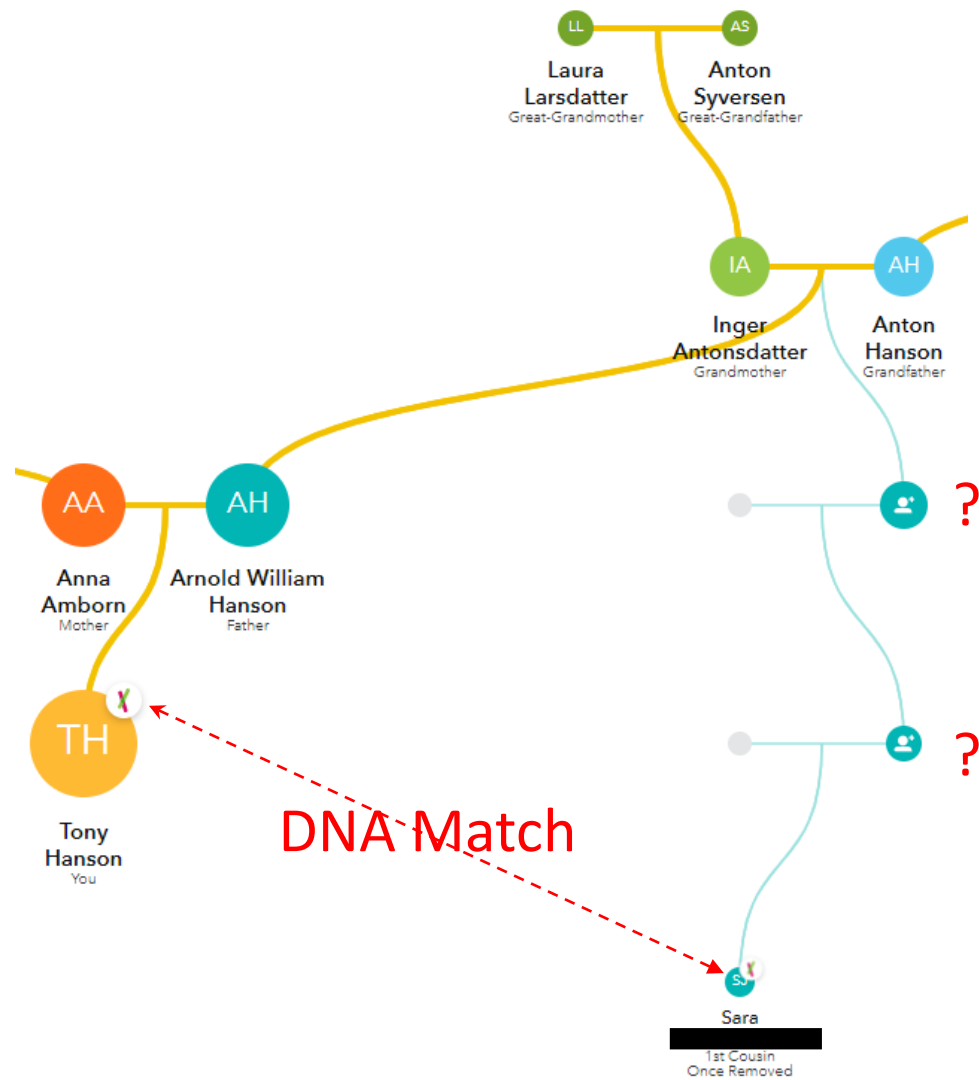 LL
AS
Laura
Larsdatter
Great-Grandmother
Anton
Syversen
Great-Grandfather
IA
AH
Inger
Antonsdatter
Grandmother
Anton
Hanson
Grandfather
AA
AH
?
Anna
Amborn
Mother
Arnold William
Hanson
Father
TH
?
DNA Match
Tony
Hanson
You
Sara
1st Cousin
Once Removed